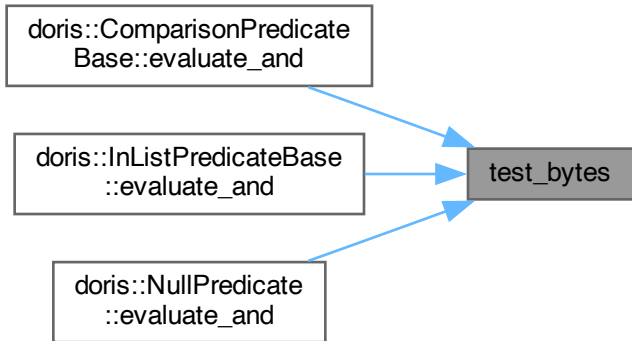 doris::ComparisonPredicate
Base::evaluate_and
doris::InListPredicateBase
::evaluate_and
test_bytes
doris::NullPredicate
::evaluate_and